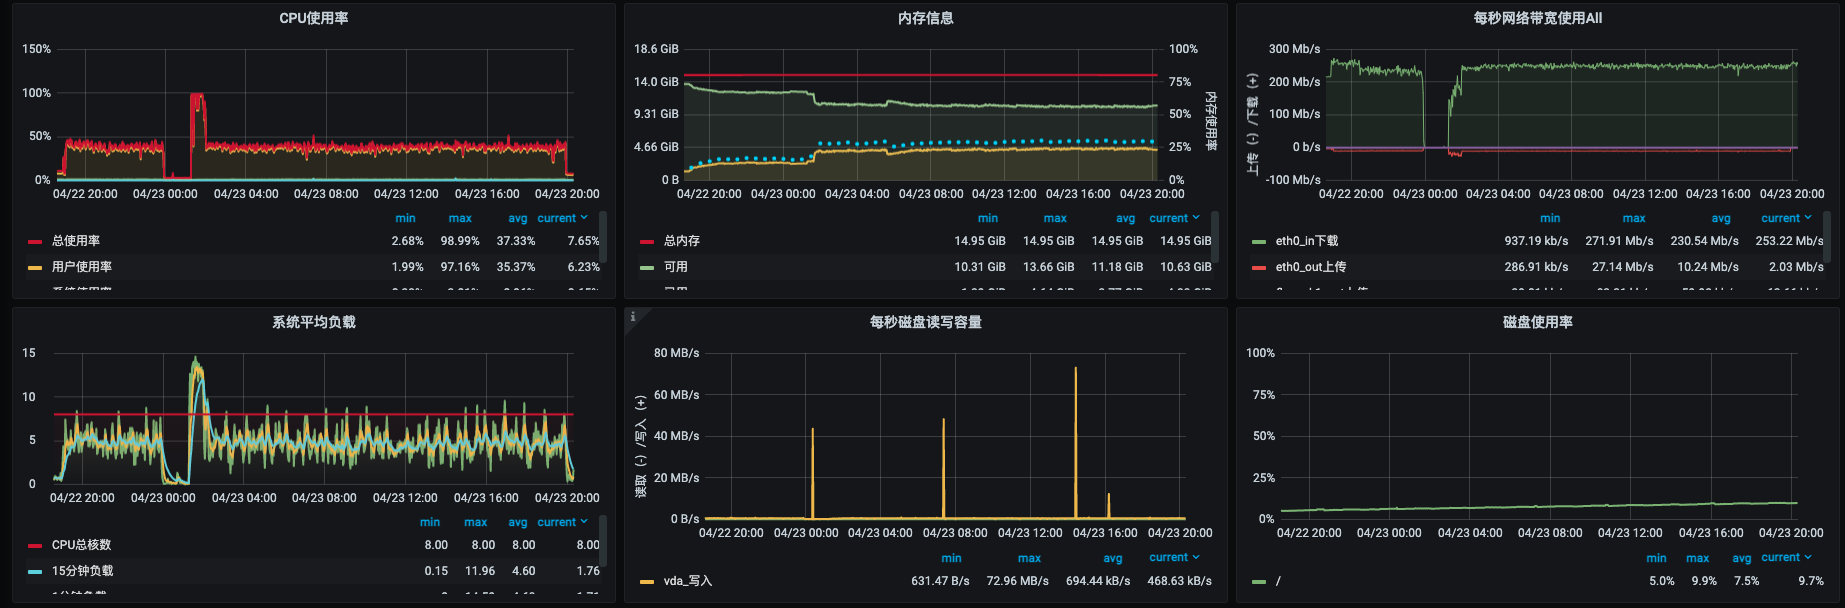 CPU使用率
150%
100%
50%
0%
04/22 20:00 04/23 00:00 04/23 04:00 04/23 08:00 04/23 12:00 04/23 16:00 04/23 20:00
min max avg current
总使用率 2.68% 98.99% 37.33% 7.65%
用户使用率 1.99% 97.16% 35.37% 6.23%
内存信息
18.6 GiB
14.0 GiB
9.31 GiB
4.66 GiB
0 B
100%
75%
50%
25%
0%
内存使用率
04/22 20:00 04/23 00:00 04/23 04:00 04/23 08:00 04/23 12:00 04/23 16:00 04/23 20:00
min max avg current
总内存 14.95 GiB 14.95 GiB 14.95 GiB 14.95 GiB
可用 10.31 GiB 13.66 GiB 11.18 GiB 10.63 GiB
每秒网络带宽使用All
300 Mb/s
200 Mb/s
100 Mb/s
0 b/s
-100 Mb/s
上传 (-) /下载 (+)
04/22 20:00 04/23 00:00 04/23 04:00 04/23 08:00 04/23 12:00 04/23 16:00 04/23 20:00
min max avg current
eth0_in下载 937.19 kb/s 271.91 Mb/s 230.54 Mb/s 253.22 Mb/s
eth0_out上传 286.91 kb/s 27.14 Mb/s 10.24 Mb/s 2.03 Mb/s
系统平均负载
15
10
5
0
04/22 20:00 04/23 00:00 04/23 04:00 04/23 08:00 04/23 12:00 04/23 16:00 04/23 20:00
min max avg current
CPU总核数 8.00 8.00 8.00 8.00
15分钟负载 0.15 11.96 4.60 1.76
i
每秒磁盘读写容量
80 MB/s
60 MB/s
40 MB/s
20 MB/s
0 B/s
读取 (-) /写入 (+)
04/22 20:00 04/23 00:00 04/23 04:00 04/23 08:00 04/23 12:00 04/23 16:00 04/23 20:00
min max avg current
vda_写入 631.47 B/s 72.96 MB/s 694.44 kB/s 468.63 kB/s
磁盘使用率
100%
75%
50%
25%
0%
04/22 20:00 04/23 00:00 04/23 04:00 04/23 08:00 04/23 12:00 04/23 16:00 04/23 20:00
min max avg current
/ 5.0% 9.9% 7.5% 9.7%